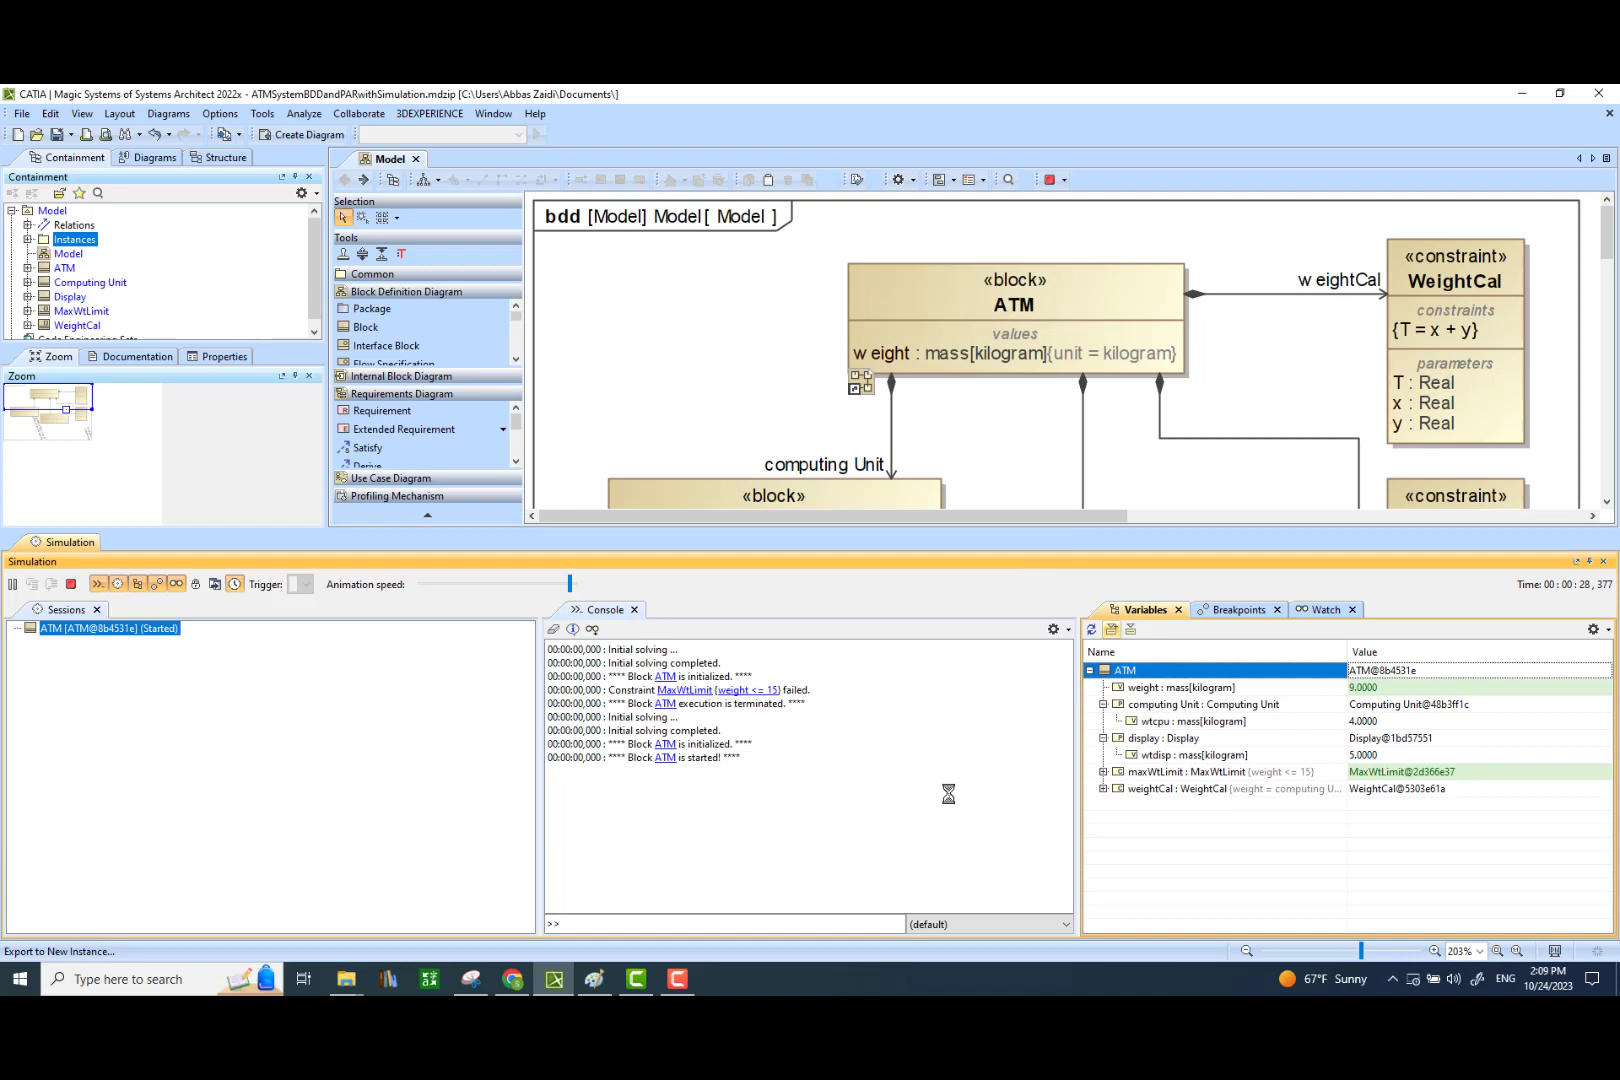 CATIA | Magic Systems of Systems Architect 2022x - ATMSystemBDDandPARwithSimulation.mdzip [C:\Users\Abbas Zaidi\Documents\]
File Edit View Layout Diagrams Options Tools Analyze Collaborate 3DEXPERIENCE Window Help
Create Diagram
Containment Diagrams Structure
Containment
Model
Relations
Instances
Model
ATM
Computing Unit
Display
MaxWtLimit
WeightCal
Zoom Documentation Properties
Zoom
Model
Selection
Tools
Common
Block Definition Diagram
Package
Block
Interface Block
Flow Specification
Internal Block Diagram
Requirements Diagram
Requirement
Extended Requirement
Satisfy
Derive
Use Case Diagram
Profiling Mechanism
bdd [Model] Model[ Model ]
«block»
ATM
values
w eight : mass[kilogram]{unit = kilogram}
w eightCal
«constraint»
WeightCal
constraints
{T = x + y}
parameters
T : Real
x : Real
y : Real
computing Unit
«block»
«constraint»
Simulation
Simulation
Trigger: Animation speed: Time: 00 : 00 : 28 , 377
Sessions
ATM [ATM@8b4531e] (Started)
Console
00:00:00,000 : Initial solving ...
00:00:00,000 : Initial solving completed.
00:00:00,000 : **** Block ATM is initialized. ****
00:00:00,000 : Constraint MaxWtLimit {weight <= 15} failed.
00:00:00,000 : **** Block ATM execution is terminated. ****
00:00:00,000 : Initial solving ...
00:00:00,000 : Initial solving completed.
00:00:00,000 : **** Block ATM is initialized. ****
00:00:00,000 : **** Block ATM is started! ****
>> (default)
Variables Breakpoints Watch
Name Value
ATM ATM@8b4531e
weight : mass[kilogram] 9.0000
computing Unit : Computing Unit Computing Unit@48b3ff1c
wtcpu : mass[kilogram] 4.0000
display : Display Display@1bd57551
wtdisp : mass[kilogram] 5.0000
maxWtLimit : MaxWtLimit {weight <= 15} MaxWtLimit@2d366e37
weightCal : WeightCal {weight = computing U... WeightCal@5303e61a
Export to New Instance... 203%
Type here to search 67°F Sunny ENG 2:09 PM
10/24/2023